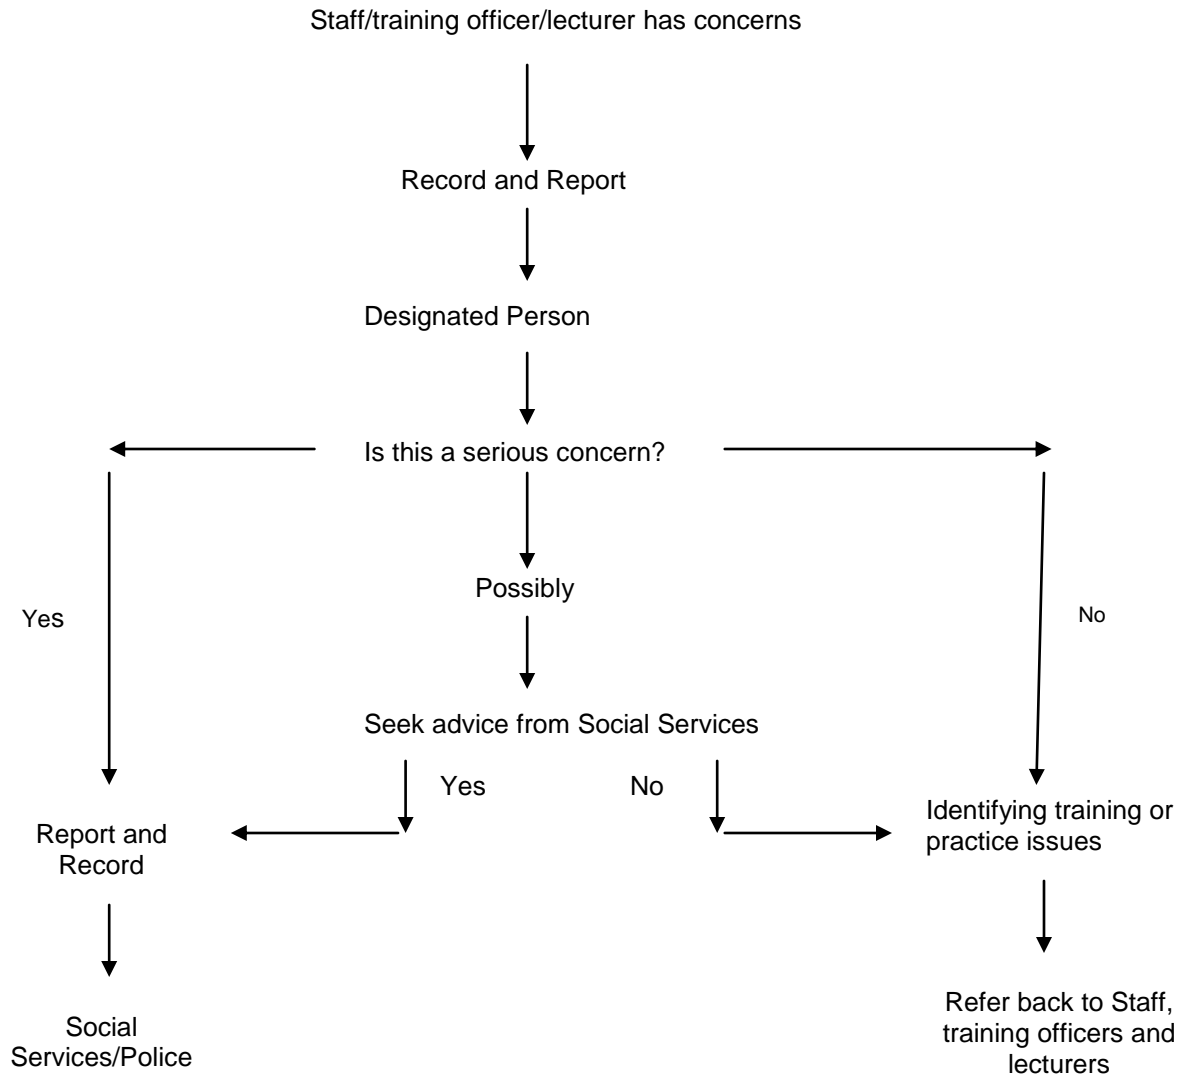 Staff/training officer/lecturer has concerns
Record and Report
Designated Person
Is this a serious concern?
Possibly
Yes
No
Seek advice from Social Services
Yes
No
Report and
Record
Identifying training or
practice issues
Social
Services/Police
Refer back to Staff,
training officers and
lecturers